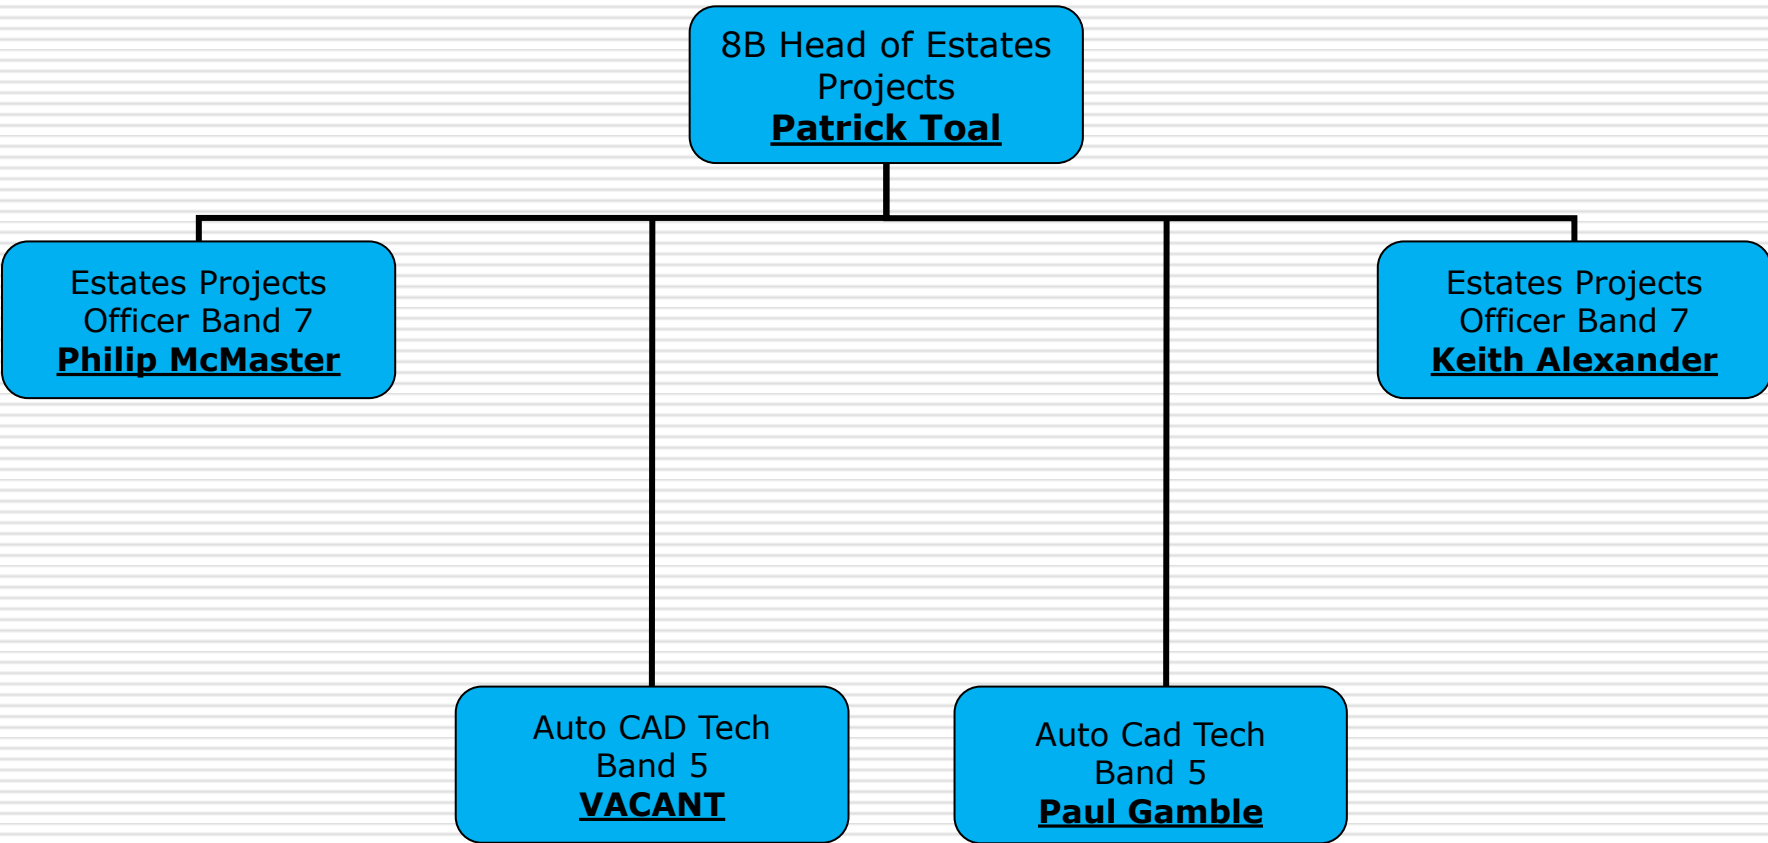 8B Head of Estates
Projects
Patrick Toal
Estates Projects
Officer Band 7
Philip McMaster
Estates Projects
Officer Band 7
Keith Alexander
Auto CAD Tech
Band 5
VACANT
Auto Cad Tech
Band 5
Paul Gamble